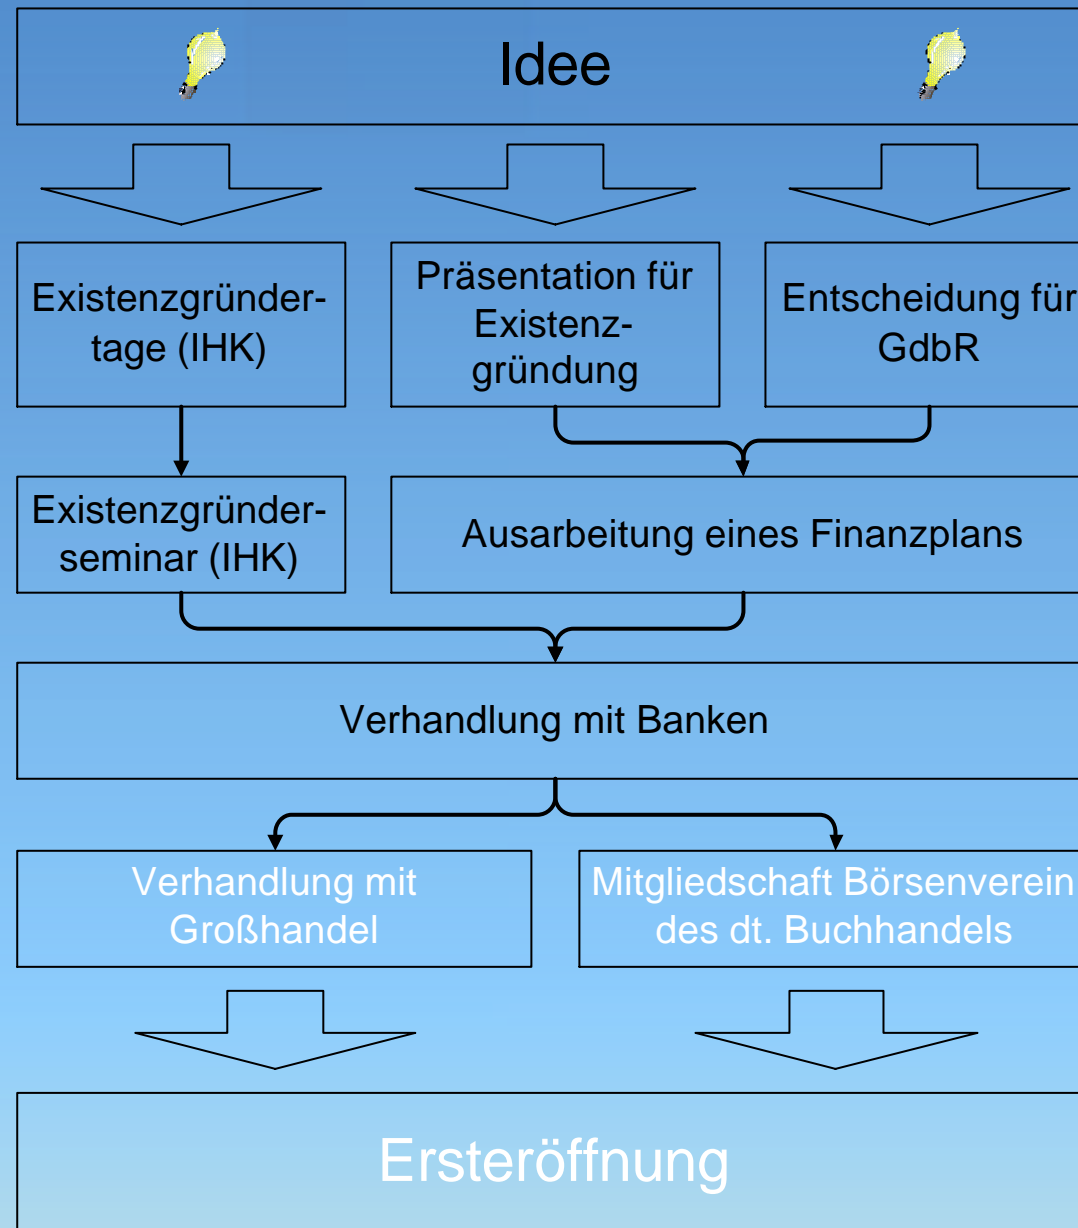 Idee
Existenzgründer-
tage (IHK)
Präsentation für
Existenz-
gründung
Entscheidung für
GdbR
Existenzgründer-
seminar (IHK)
Ausarbeitung eines Finanzplans
Verhandlung mit Banken
Verhandlung mit
Großhandel
Mitgliedschaft Börsenverein
des dt. Buchhandels
Ersteröffnung